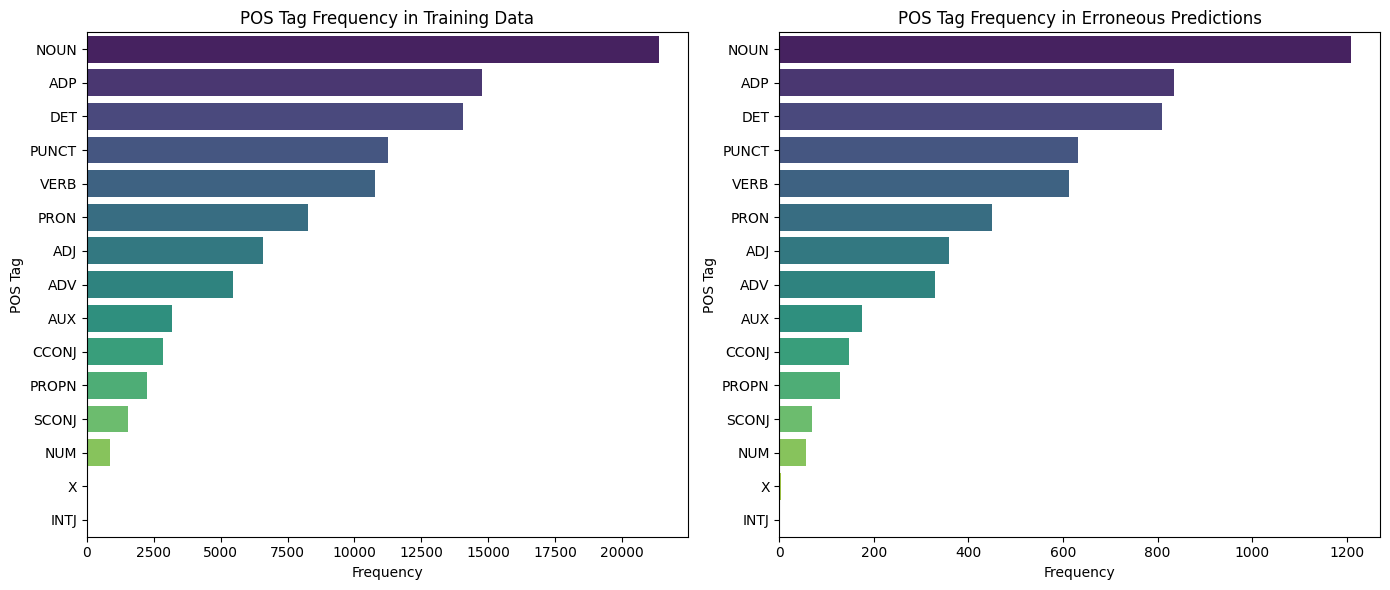 POS Tag Frequency in Training Data
POS Tag
NOUN
ADP
DET
PUNCT
VERB
PRON
ADJ
ADV
AUX
CCONJ
PROPN
SCONJ
NUM
X
INTJ
0 2500 5000 7500 10000 12500 15000 17500 20000
Frequency
POS Tag Frequency in Erroneous Predictions
POS Tag
NOUN
ADP
DET
PUNCT
VERB
PRON
ADJ
ADV
AUX
CCONJ
PROPN
SCONJ
NUM
X
INTJ
0 200 400 600 800 1000 1200
Frequency